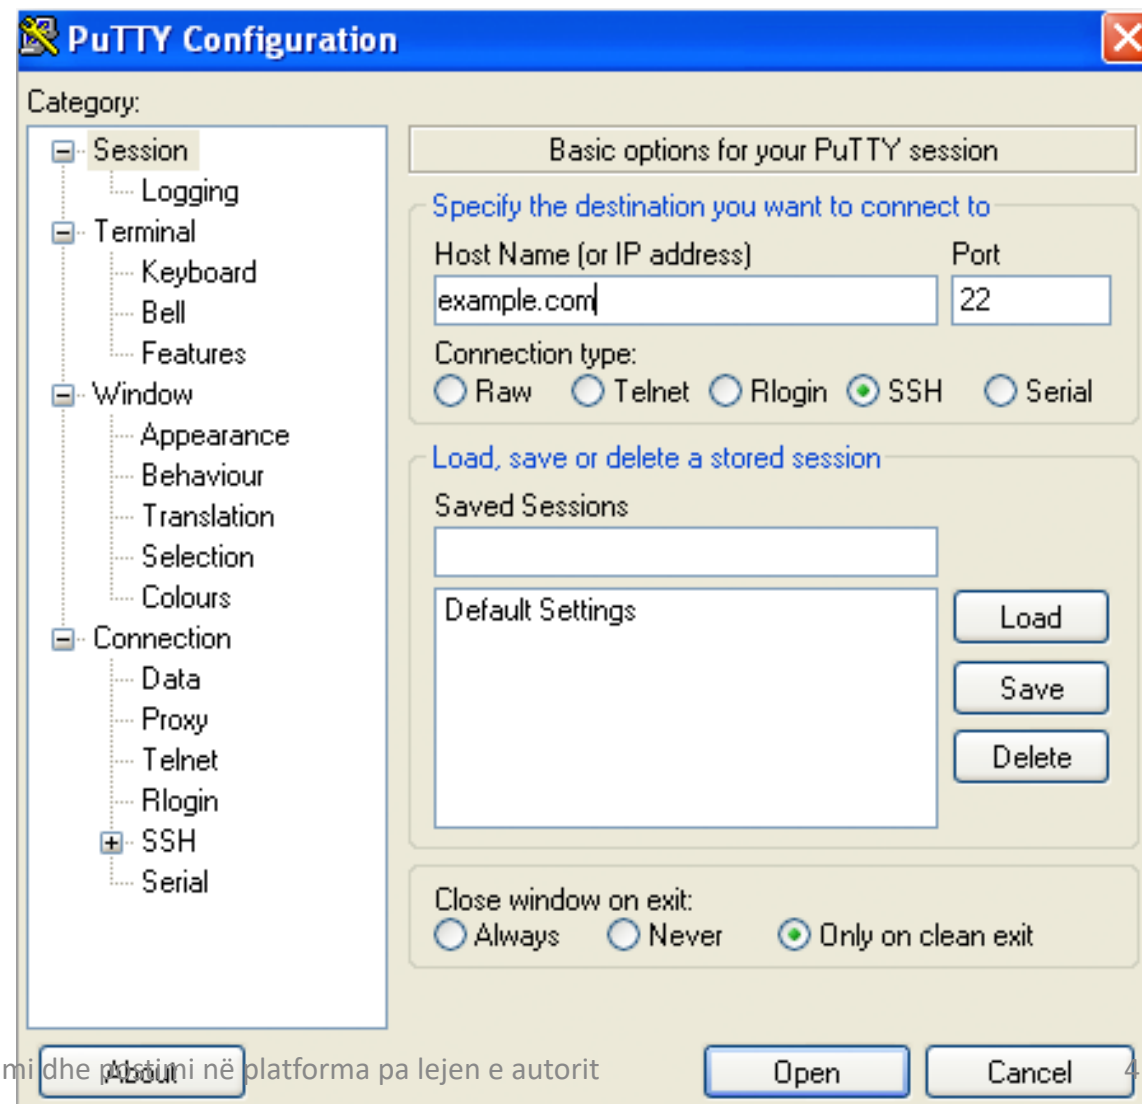 PuTTY Configuration
Category:
Session
Logging
Terminal
Keyboard
Bell
Features
Window
Appearance
Behaviour
Translation
Selection
Colours
Connection
Data
Proxy
Telnet
Rlogin
SSH
Serial
Basic options for your PuTTY session
Specify the destination you want to connect to
Host Name (or IP address) Port
example.com 22
Connection type:
Raw Telnet Rlogin SSH Serial
Load, save or delete a stored session
Saved Sessions
Default Settings
Load
Save
Delete
Close window on exit:
Always Never Only on clean exit
About Open Cancel
mi dhe postimi në platforma pa lejen e autorit 4